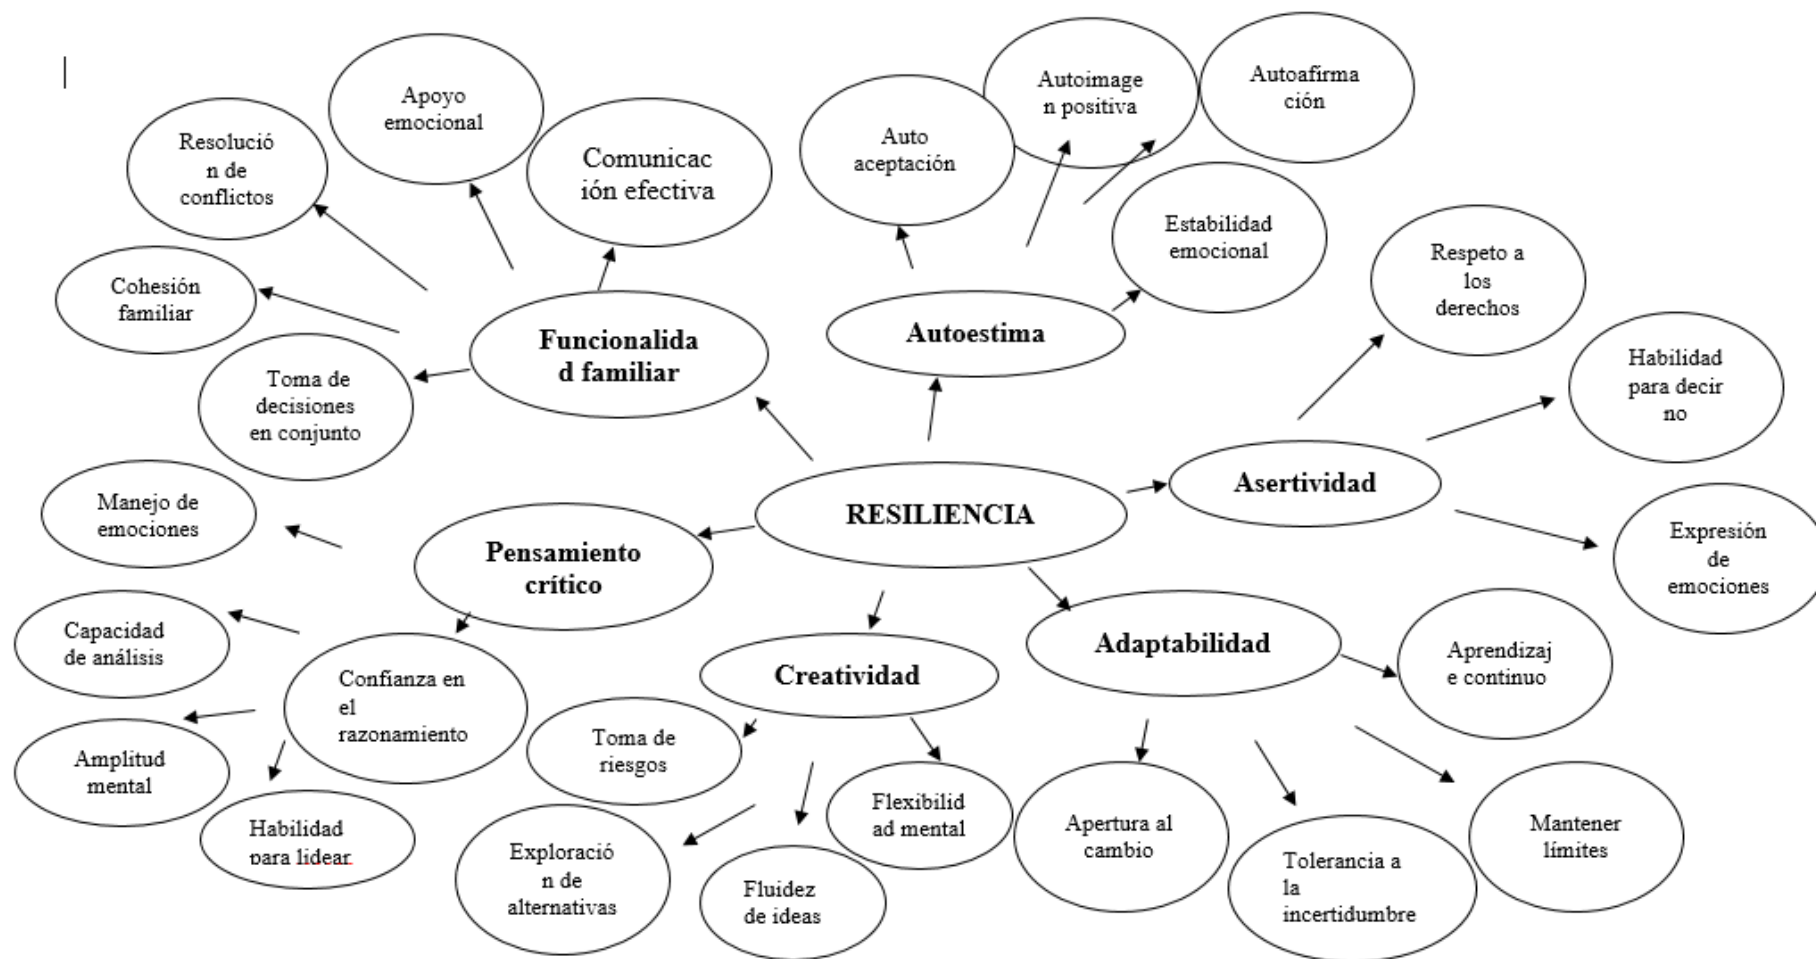 Apoyo
emocional
Resolució
n de
conflictos
Comunicac
ión efectiva
Cohesión
familiar
Funcionalida
d familiar
Toma de
decisiones
en conjunto
Auto
aceptación
Autoimage
n positiva
Autoafirma
ción
Estabilidad
emocional
Autoestima
Respeto a
los
derechos
Habilidad
para decir
no
Asertividad
Expresión
de
emociones
RESILIENCIA
Manejo de
emociones
Pensamiento
crítico
Capacidad
de análisis
Confianza en
el
razonamiento
Amplitud
mental
Habilidad
para lidear
Creatividad
Toma de
riesgos
Exploració
n de
alternativas
Fluidez
de ideas
Flexibilid
ad mental
Adaptabilidad
Aprendizaj
e continuo
Apertura al
cambio
Tolerancia a
la
incertidumbre
Mantener
límites